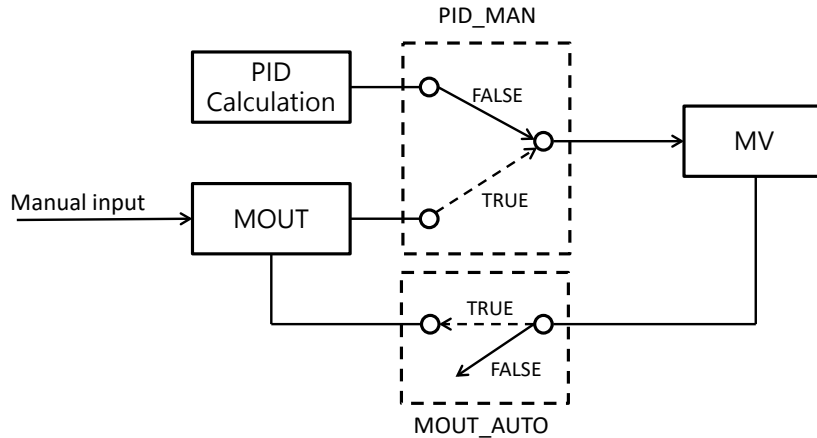 PID_MAN
PID
Calculation
FALSE
MV
Manual input
MOUT
TRUE
TRUE
FALSE
MOUT_AUTO